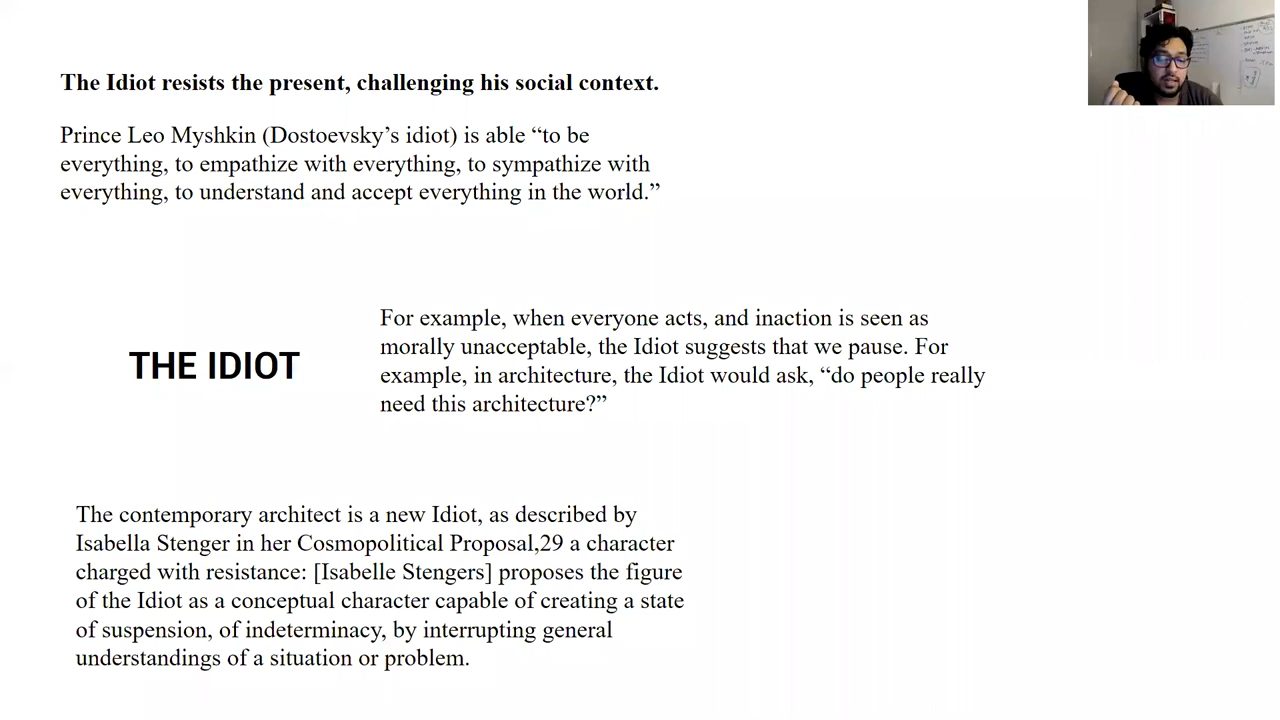 The Idiot resists the present, challenging his social context.
Prince Leo Myshkin (Dostoevsky’s idiot) is able “to be
everything, to empathize with everything, to sympathize with
everything, to understand and accept everything in the world.”
For example, when everyone acts, and inaction is seen as
morally unacceptable, the Idiot suggests that we pause. For
example, in architecture, the Idiot would ask, “do people really
need this architecture?”
THE IDIOT
The contemporary architect is a new Idiot, as described by
Isabella Stenger in her Cosmopolitical Proposal,29 a character
charged with resistance: [Isabelle Stengers] proposes the figure
of the Idiot as a conceptual character capable of creating a state
of suspension, of indeterminacy, by interrupting general
understandings of a situation or problem.